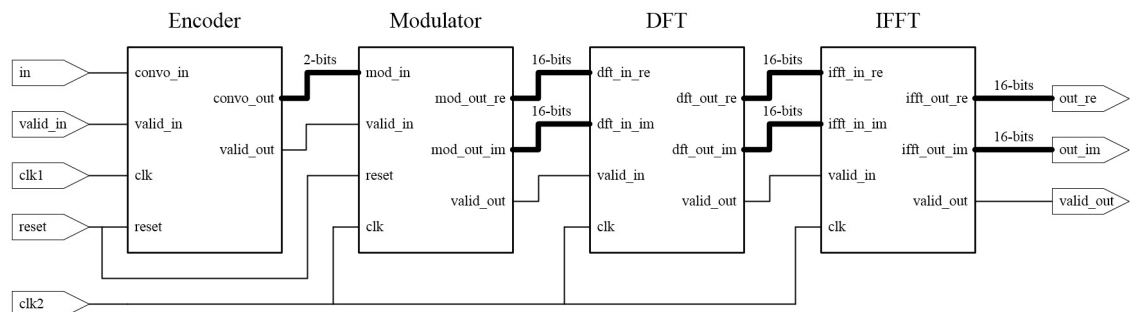 Encoder
Modulator
DFT
IFFT
in
valid_in
clk1
reset
clk2
convo_in
convo_out
valid_in
valid_out
clk
reset
2-bits
mod_in
mod_out_re
valid_in
mod_out_im
reset
valid_out
clk
16-bits
16-bits
dft_in_re
dft_out_re
dft_in_im
dft_out_im
valid_in
valid_out
clk
16-bits
16-bits
ifft_in_re
ifft_out_re
ifft_in_im
ifft_out_im
valid_in
valid_out
clk
16-bits
16-bits
out_re
out_im
valid_out